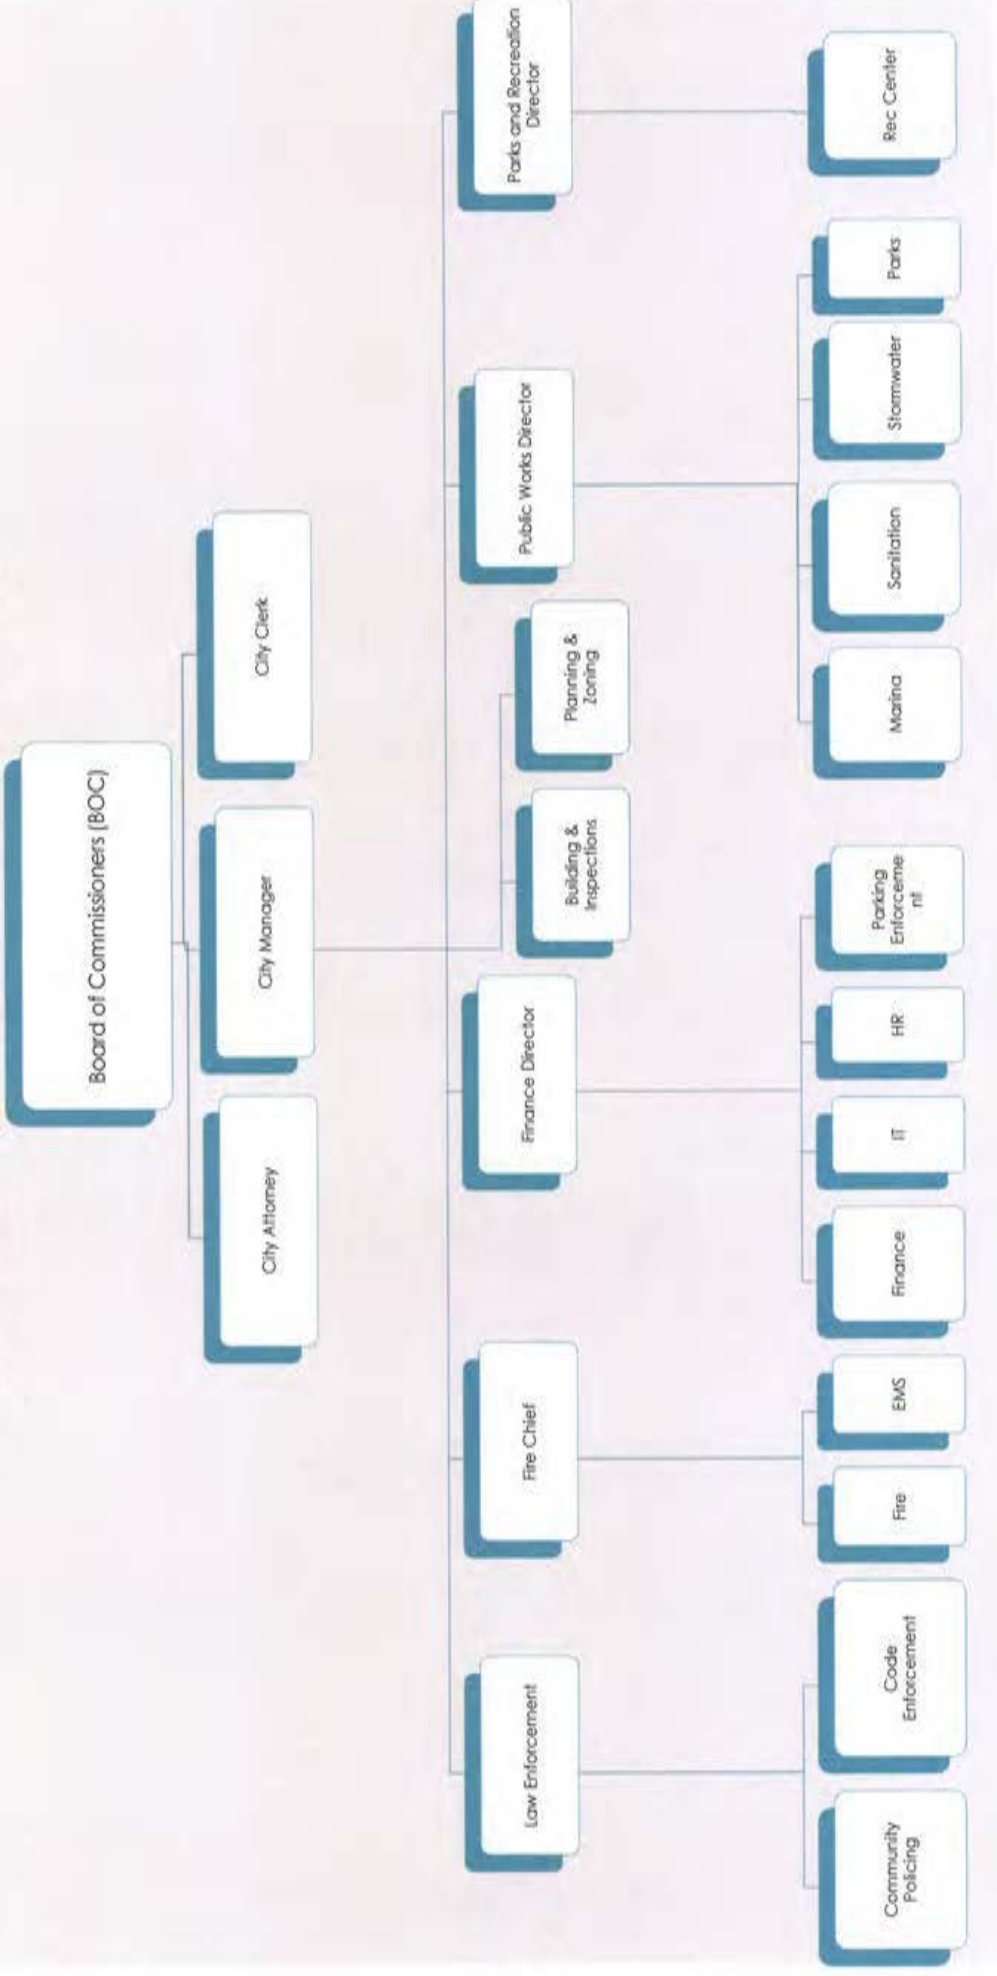 Board of Commissioners (BOC)
City Attorney
City Manager
City Clerk
Law Enforcement
Fire Chief
Finance Director
Public Works Director
Parks and Recreation
Director
Building &
Inspections
Planning &
Zoning
Community
Policing
Code
Enforcement
Fire
EMS
Finance
IT
HR
Parking
Enforceme
nt
Marina
Sanitation
Stormwater
Parks
Rec Center